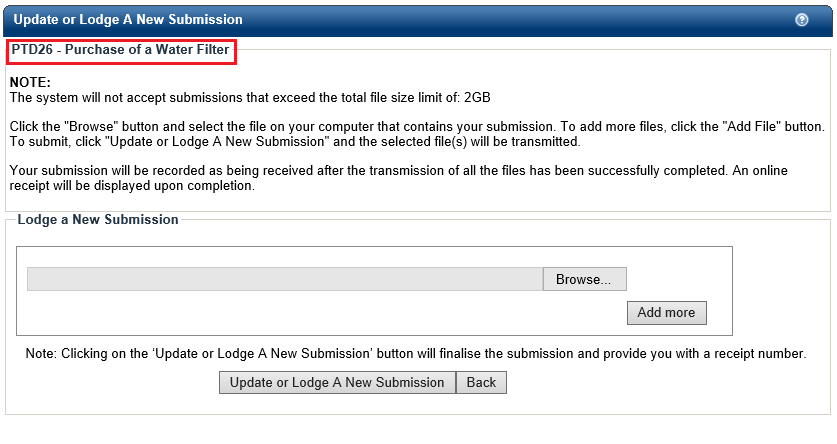 Update or Lodge A New Submission
?
PTD26 - Purchase of a Water Filter
NOTE:
The system will not accept submissions that exceed the total file size limit of: 2GB
Click the "Browse" button and select the file on your computer that contains your submission. To add more files, click the "Add File" button.
To submit, click "Update or Lodge A New Submission" and the selected file(s) will be transmitted.
Your submission will be recorded as being received after the transmission of all the files has been successfully completed. An online
receipt will be displayed upon completion.
Lodge a New Submission
Browse...
Add more
Note: Clicking on the ‘Update or Lodge A New Submission’ button will finalise the submission and provide you with a receipt number.
Update or Lodge A New Submission
Back